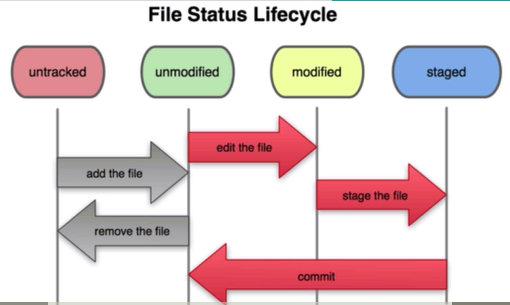 File Status Lifecycle
untracked
unmodified
modified
staged
edit the file
add the file
stage the file
remove the file
commit